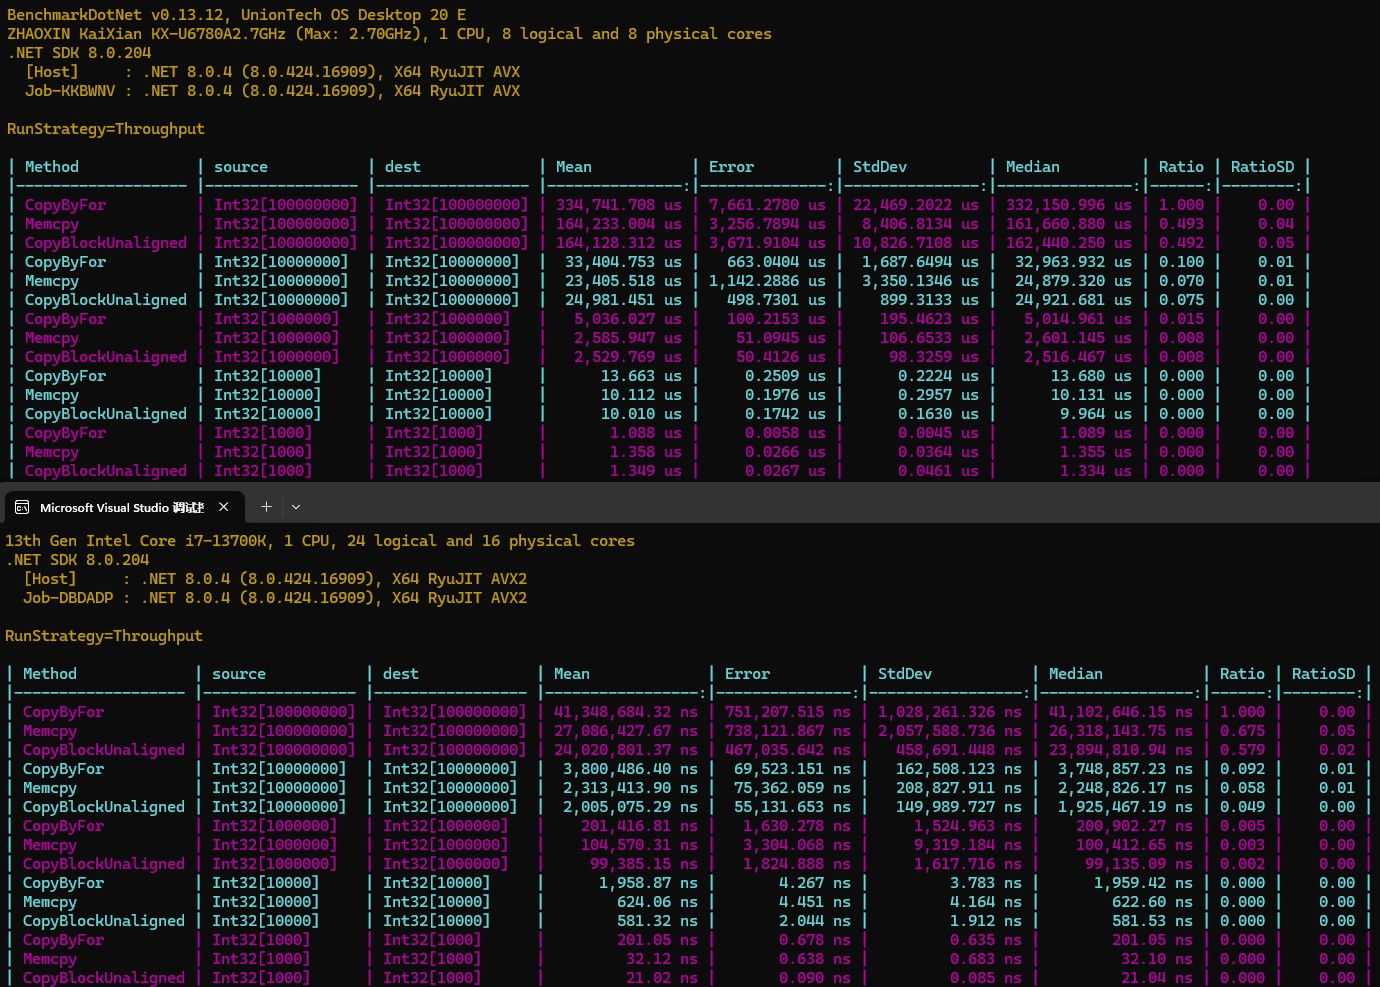 BenchmarkDotNet v0.13.12, UnionTech OS Desktop 20 E
ZHAOXIN KaiXian KX-U6780A2.7GHz (Max: 2.70GHz), 1 CPU, 8 logical and 8 physical cores
.NET SDK 8.0.204
[Host]     : .NET 8.0.4 (8.0.424.16909), X64 RyuJIT AVX
Job-KKBWNV : .NET 8.0.4 (8.0.424.16909), X64 RyuJIT AVX
RunStrategy=Throughput
| Method | source | dest | Mean | Error | StdDev | Median | Ratio | RatioSD |
|------------------- |----------------- |----------------- |---------------:|--------------:|---------------:|---------------:|------:|--------:|
| CopyByFor | Int32[100000000] | Int32[100000000] | 334,741.708 us | 7,661.2780 us | 22,469.2022 us | 332,150.996 us | 1.000 | 0.00 |
| Memcpy | Int32[100000000] | Int32[100000000] | 164,233.004 us | 3,256.7894 us | 8,406.8134 us | 161,660.880 us | 0.493 | 0.04 |
| CopyBlockUnaligned | Int32[100000000] | Int32[100000000] | 164,128.312 us | 3,671.9104 us | 10,826.7108 us | 162,440.250 us | 0.492 | 0.05 |
| CopyByFor | Int32[10000000] | Int32[10000000] | 33,404.753 us | 663.0404 us | 1,687.6494 us | 32,963.932 us | 0.100 | 0.01 |
| Memcpy | Int32[10000000] | Int32[10000000] | 23,405.518 us | 1,142.2886 us | 3,350.1346 us | 24,879.320 us | 0.070 | 0.01 |
| CopyBlockUnaligned | Int32[10000000] | Int32[10000000] | 24,981.451 us | 498.7301 us | 899.3133 us | 24,921.681 us | 0.075 | 0.00 |
| CopyByFor | Int32[1000000] | Int32[1000000] | 5,036.027 us | 100.2153 us | 195.4623 us | 5,014.961 us | 0.015 | 0.00 |
| Memcpy | Int32[1000000] | Int32[1000000] | 2,585.947 us | 51.0945 us | 106.6533 us | 2,601.145 us | 0.008 | 0.00 |
| CopyBlockUnaligned | Int32[1000000] | Int32[1000000] | 2,529.769 us | 50.4126 us | 98.3259 us | 2,516.467 us | 0.008 | 0.00 |
| CopyByFor | Int32[10000] | Int32[10000] | 13.663 us | 0.2509 us | 0.2224 us | 13.680 us | 0.000 | 0.00 |
| Memcpy | Int32[10000] | Int32[10000] | 10.112 us | 0.1976 us | 0.2957 us | 10.131 us | 0.000 | 0.00 |
| CopyBlockUnaligned | Int32[10000] | Int32[10000] | 10.010 us | 0.1742 us | 0.1630 us | 9.964 us | 0.000 | 0.00 |
| CopyByFor | Int32[1000] | Int32[1000] | 1.088 us | 0.0058 us | 0.0045 us | 1.089 us | 0.000 | 0.00 |
| Memcpy | Int32[1000] | Int32[1000] | 1.358 us | 0.0266 us | 0.0364 us | 1.355 us | 0.000 | 0.00 |
| CopyBlockUnaligned | Int32[1000] | Int32[1000] | 1.349 us | 0.0267 us | 0.0461 us | 1.334 us | 0.000 | 0.00 |
Microsoft Visual Studio 调试
13th Gen Intel Core i7-13700K, 1 CPU, 24 logical and 16 physical cores
.NET SDK 8.0.204
[Host]     : .NET 8.0.4 (8.0.424.16909), X64 RyuJIT AVX2
Job-DBDADP : .NET 8.0.4 (8.0.424.16909), X64 RyuJIT AVX2
RunStrategy=Throughput
| Method | source | dest | Mean | Error | StdDev | Median | Ratio | RatioSD |
|------------------- |----------------- |----------------- |-----------------:|---------------:|-----------------:|-----------------:|------:|--------:|
| CopyByFor | Int32[100000000] | Int32[100000000] | 41,348,684.32 ns | 751,207.515 ns | 1,028,261.326 ns | 41,102,646.15 ns | 1.000 | 0.00 |
| Memcpy | Int32[100000000] | Int32[100000000] | 27,086,427.67 ns | 738,121.867 ns | 2,057,588.736 ns | 26,318,143.75 ns | 0.675 | 0.05 |
| CopyBlockUnaligned | Int32[100000000] | Int32[100000000] | 24,020,801.37 ns | 467,035.642 ns | 458,691.448 ns | 23,894,810.94 ns | 0.579 | 0.02 |
| CopyByFor | Int32[10000000] | Int32[10000000] | 3,800,486.40 ns | 69,523.151 ns | 162,508.123 ns | 3,748,857.23 ns | 0.092 | 0.01 |
| Memcpy | Int32[10000000] | Int32[10000000] | 2,313,413.90 ns | 75,362.059 ns | 208,827.911 ns | 2,248,826.17 ns | 0.058 | 0.01 |
| CopyBlockUnaligned | Int32[10000000] | Int32[10000000] | 2,005,075.29 ns | 55,131.653 ns | 149,989.727 ns | 1,925,467.19 ns | 0.049 | 0.00 |
| CopyByFor | Int32[1000000] | Int32[1000000] | 201,416.81 ns | 1,630.278 ns | 1,524.963 ns | 200,902.27 ns | 0.005 | 0.00 |
| Memcpy | Int32[1000000] | Int32[1000000] | 104,570.31 ns | 3,304.068 ns | 9,319.184 ns | 100,412.65 ns | 0.003 | 0.00 |
| CopyBlockUnaligned | Int32[1000000] | Int32[1000000] | 99,385.15 ns | 1,824.888 ns | 1,617.716 ns | 99,135.09 ns | 0.002 | 0.00 |
| CopyByFor | Int32[10000] | Int32[10000] | 1,958.87 ns | 4.267 ns | 3.783 ns | 1,959.42 ns | 0.000 | 0.00 |
| Memcpy | Int32[10000] | Int32[10000] | 624.06 ns | 4.451 ns | 4.164 ns | 622.60 ns | 0.000 | 0.00 |
| CopyBlockUnaligned | Int32[10000] | Int32[10000] | 581.32 ns | 2.044 ns | 1.912 ns | 581.53 ns | 0.000 | 0.00 |
| CopyByFor | Int32[1000] | Int32[1000] | 201.05 ns | 0.678 ns | 0.635 ns | 201.05 ns | 0.000 | 0.00 |
| Memcpy | Int32[1000] | Int32[1000] | 32.12 ns | 0.638 ns | 0.683 ns | 32.10 ns | 0.000 | 0.00 |
| CopyBlockUnaligned | Int32[1000] | Int32[1000] | 21.02 ns | 0.090 ns | 0.085 ns | 21.04 ns | 0.000 | 0.00 |